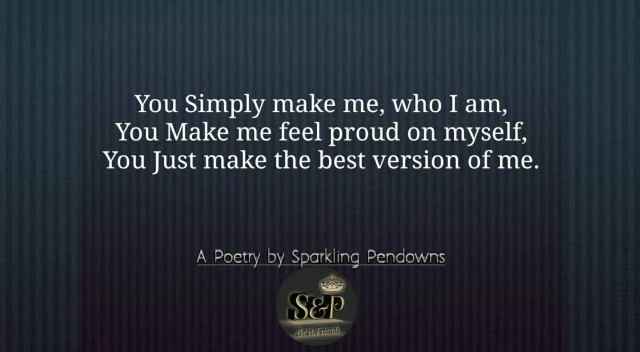 You Simply make me, who I am,
You Make me feel proud on myself,
You Just make the best version of me.
A Poetry by Sparkling Pendowns
S&P